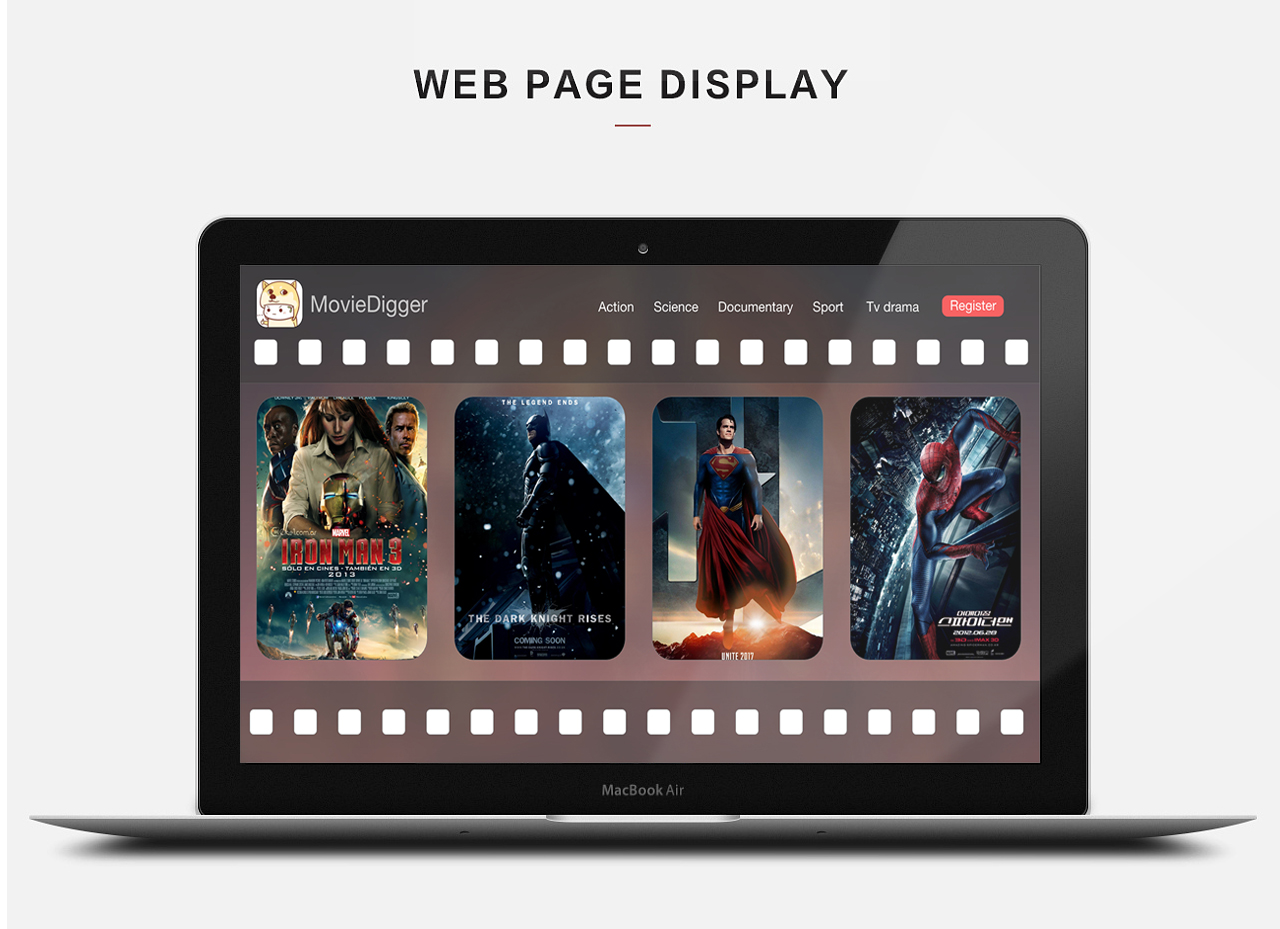 WEB PAGE DISPLAY
MovieDigger
Action Science Documentary Sport Tv drama Register
THE LEGEND ENDS
MARVEL
IRON MAN 3
SÓLO EN CINES - TAMBIÉN EN 3D
2013
THE DARK KNIGHT RISES
COMING SOON
UNITE 2017
어메이징
스파이더맨
2012.06.28
MacBook Air